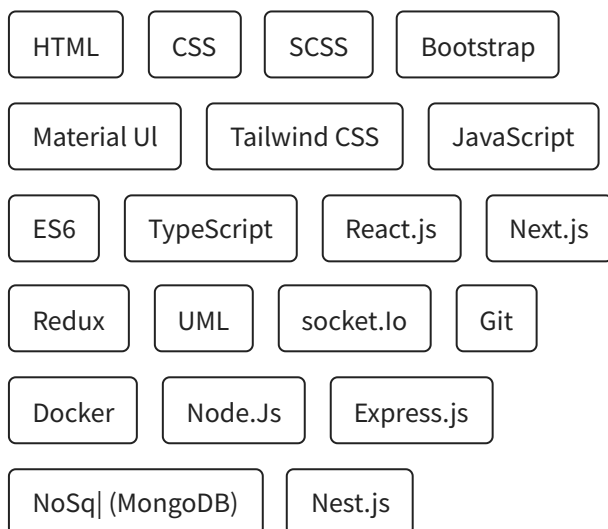 HTML CSS SCSS Bootstrap
Material Ul Tailwind CSS JavaScript
ES6 TypeScript React.js Next.js
Redux UML socket.Io Git
Docker Node.Js Express.js
NoSq| (MongoDB) Nest.js